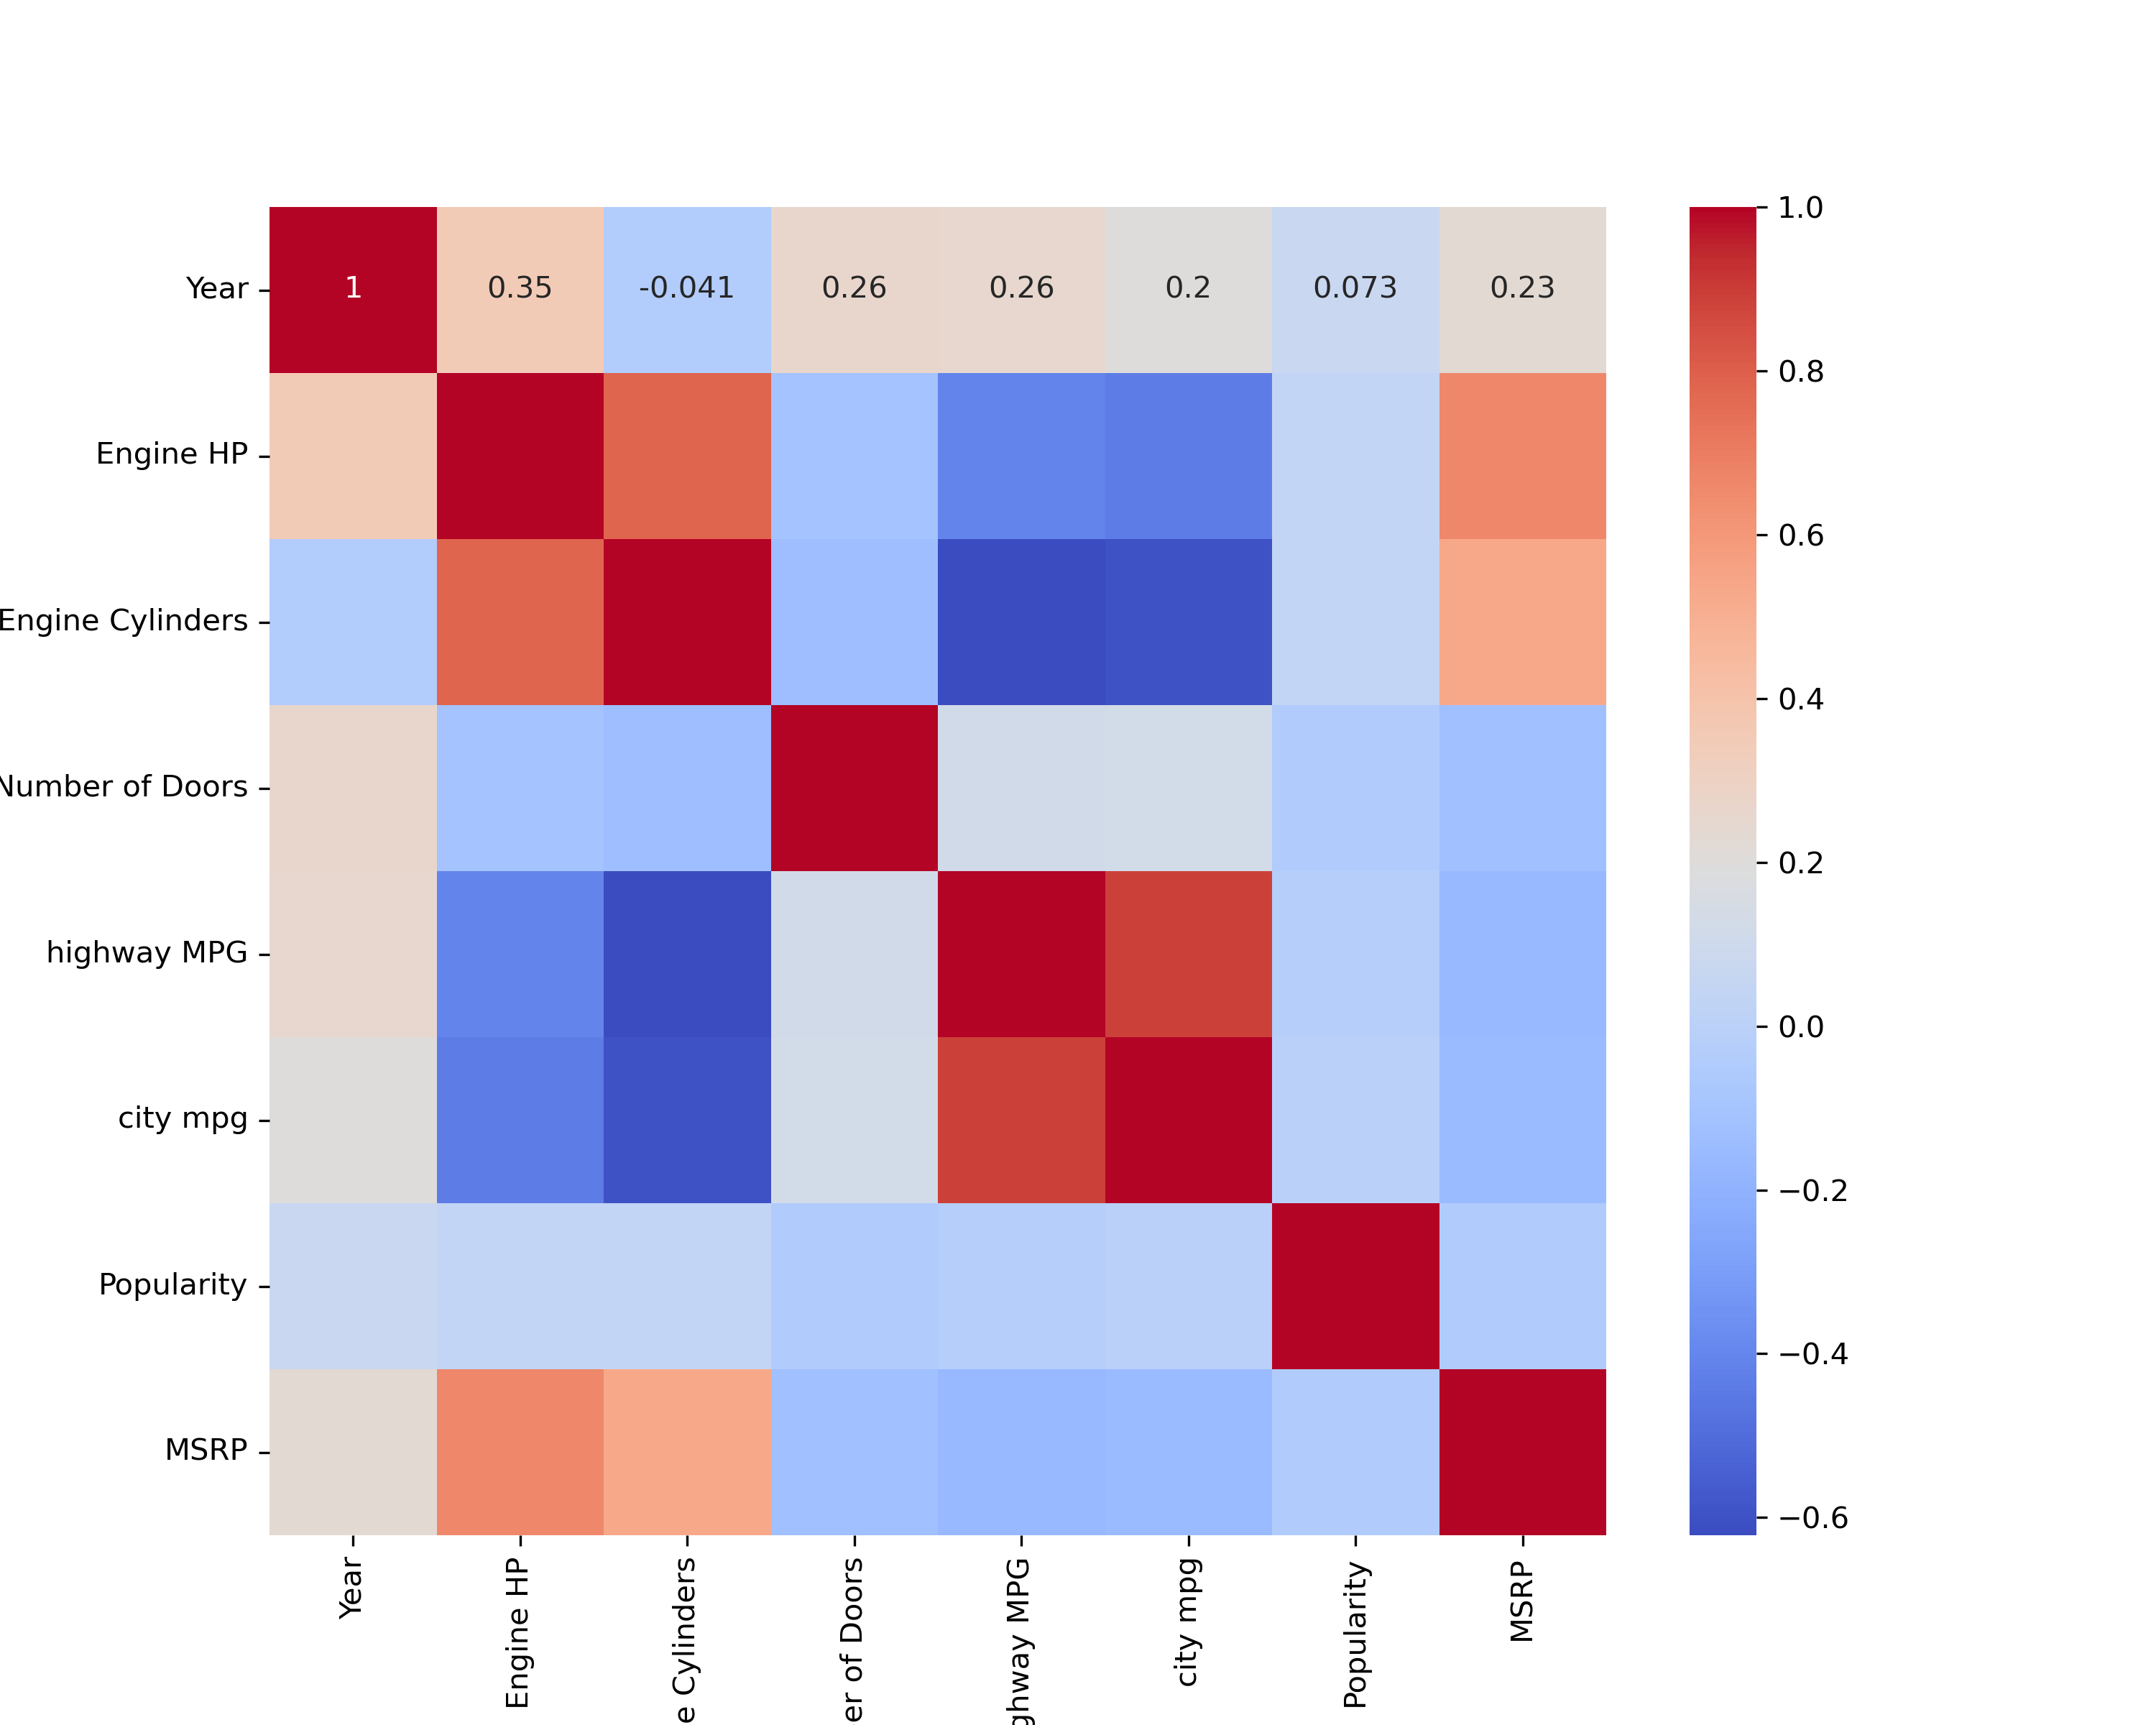 1.0
Year 1 0.35 -0.041 0.26 0.26 0.2 0.073 0.23
0.8
Engine HP
0.6
Engine Cylinders
0.4
Number of Doors
0.2
highway MPG
0.0
city mpg
−0.2
Popularity
−0.4
MSRP
−0.6
Year
Engine HP
e Cylinders
er of Doors
ghway MPG
city mpg
Popularity
MSRP